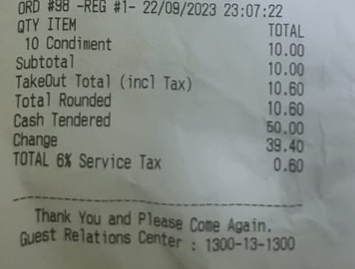 ORD #98 -REG #1- 22/09/2023 23:07:22
QTY ITEM TOTAL
10 Condiment 10.00
Subtotal 10.00
TakeOut Total (incl Tax) 10.60
Total Rounded 10.60
Cash Tendered 50.00
Change 39.40
TOTAL 6% Service Tax 0.60
Thank You and Please Come Again.
Guest Relations Center : 1300-13-1300